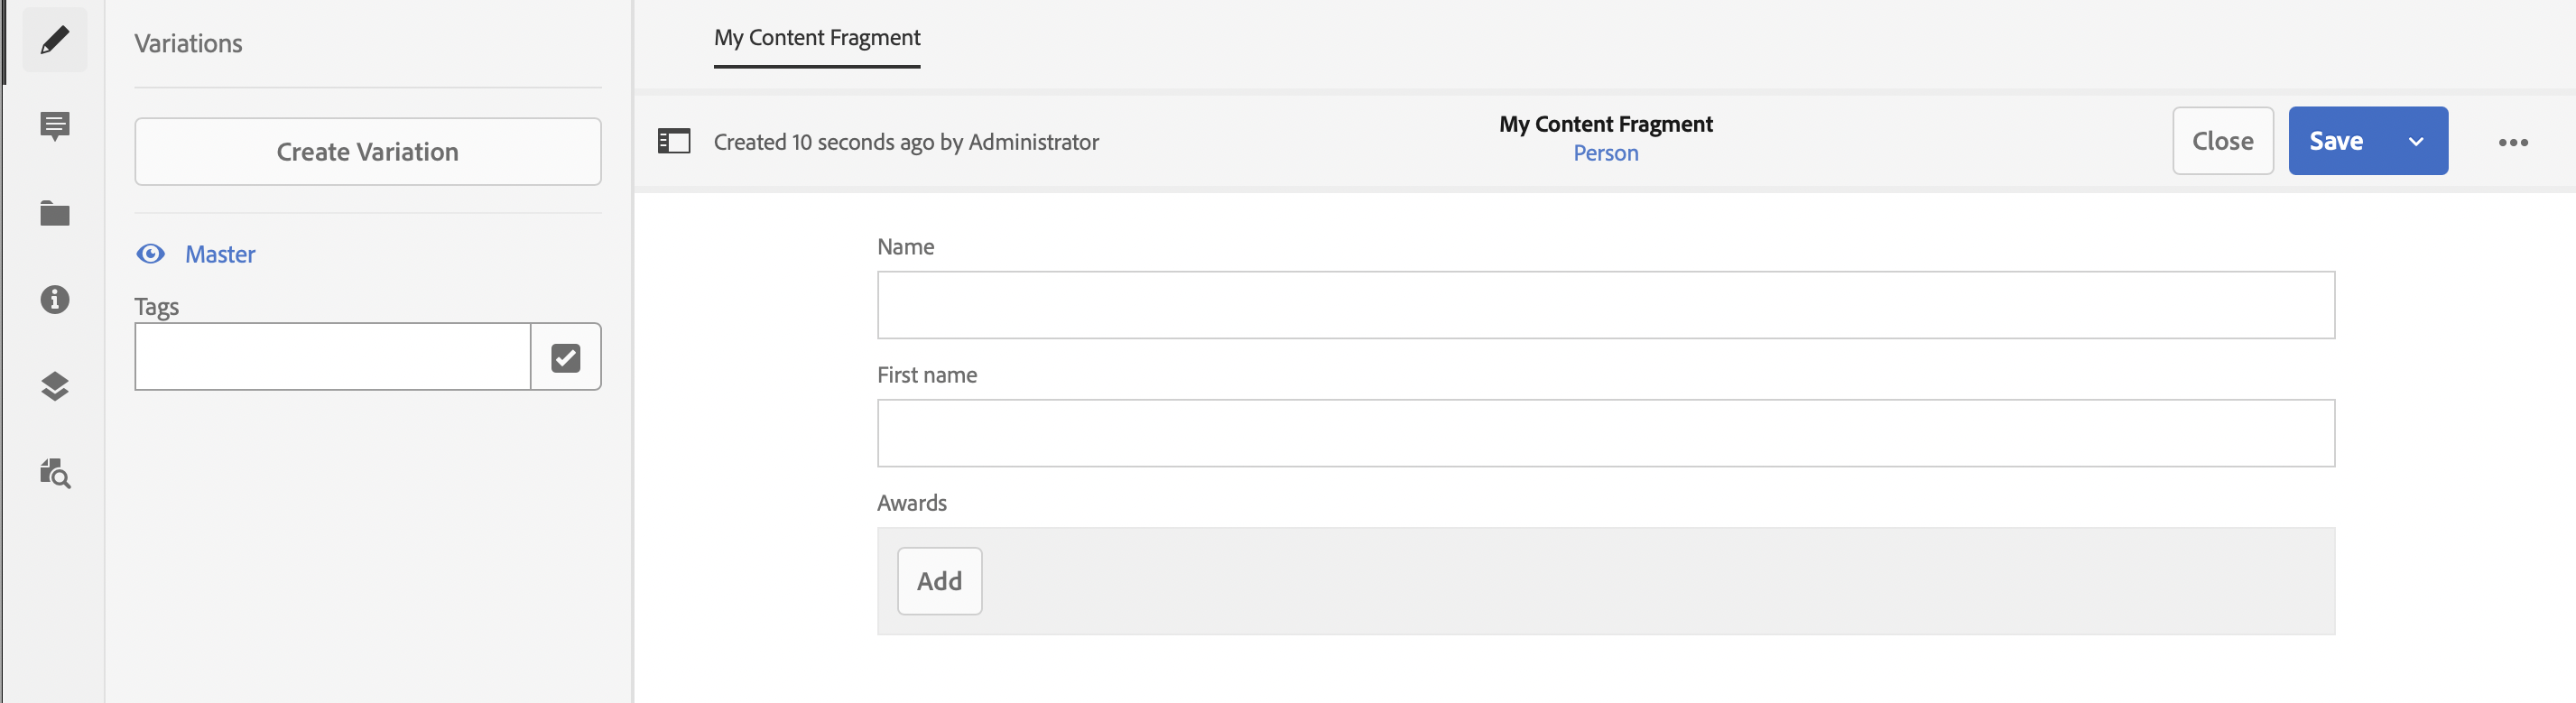 Variations
Create Variation
Master
Tags
My Content Fragment
Created 10 seconds ago by Administrator
My Content Fragment
Person
Close
Save
Name
First name
Awards
Add